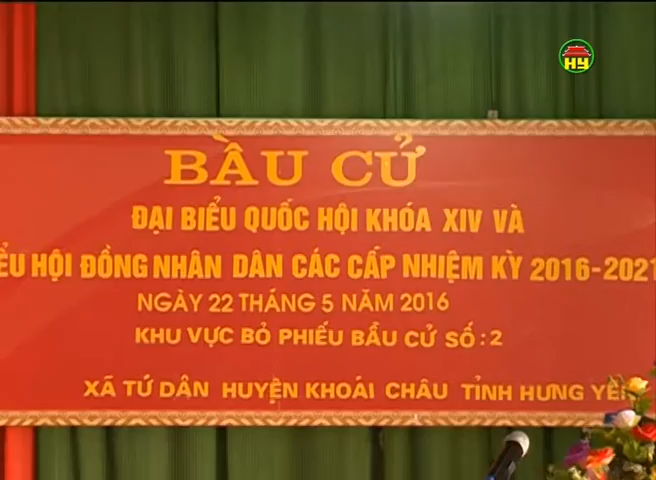 HY
BẦU CỬ
ĐẠI BIỂU QUỐC HỘI KHÓA XIV VÀ
HỘI ĐỒNG NHÂN DÂN CÁC CẤP NHIỆM KỲ 2016-2021
NGÀY 22 THÁNG 5 NĂM 2016
KHU VỰC BỎ PHIẾU BẦU CỬ SỐ: 2
XÃ TỨ DÂN HUYỆN KHOÁI CHÂU TỈNH HƯNG YÊN